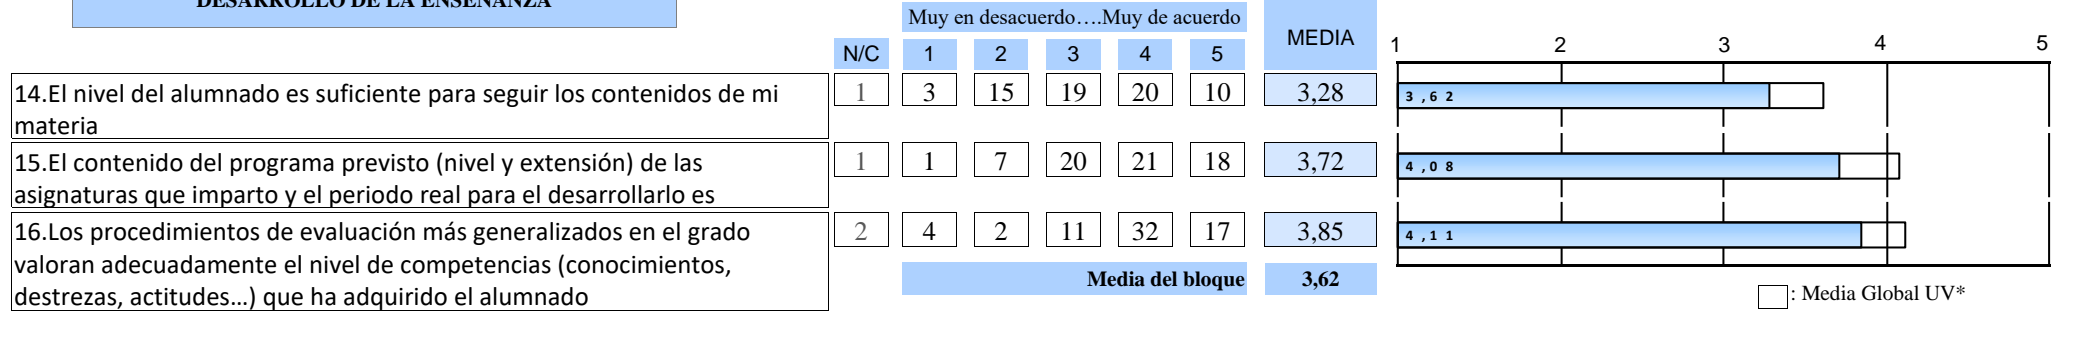 DESARROLLO DE LA ENSEÑANZA
Muy en desacuerdo….Muy de acuerdo
MEDIA
N/C 1 2 3 4 5
1 2 3 4 5
14.El nivel del alumnado es suficiente para seguir los contenidos de mi
materia
1 3 15 19 20 10 3,28
3,62
15.El contenido del programa previsto (nivel y extensión) de las
asignaturas que imparto y el periodo real para el desarrollarlo es
1 1 7 20 21 18 3,72
4,08
16.Los procedimientos de evaluación más generalizados en el grado
valoran adecuadamente el nivel de competencias (conocimientos,
destrezas, actitudes…) que ha adquirido el alumnado
2 4 2 11 32 17 3,85
4,11
Media del bloque 3,62
: Media Global UV*